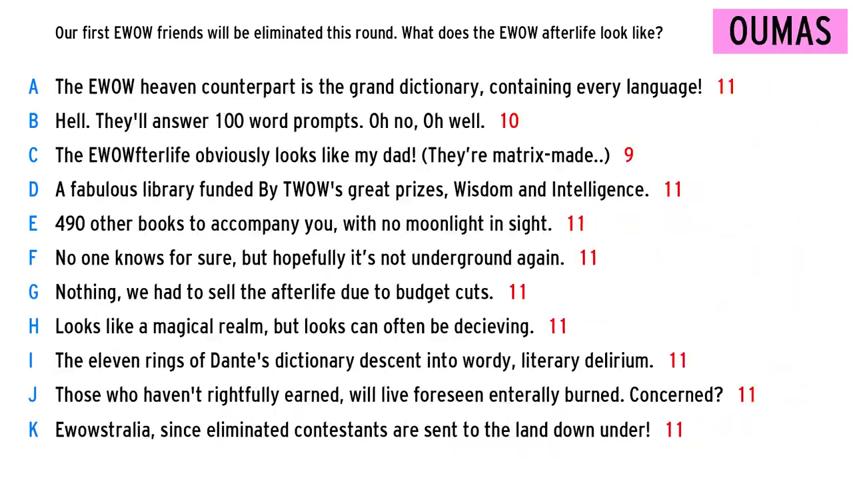 Our first EWOW friends will be eliminated this round. What does the EWOW afterlife look like?
OUMAS
A The EWOW heaven counterpart is the grand dictionary, containing every language! 11
B Hell. They'll answer 100 word prompts. Oh no, Oh well. 10
C The EWOWfterlife obviously looks like my dad! (They’re matrix-made..) 9
D A fabulous library funded By TWOW's great prizes, Wisdom and Intelligence. 11
E 490 other books to accompany you, with no moonlight in sight. 11
F No one knows for sure, but hopefully it’s not underground again. 11
G Nothing, we had to sell the afterlife due to budget cuts. 11
H Looks like a magical realm, but looks can often be decieving. 11
I The eleven rings of Dante's dictionary descent into wordy, literary delirium. 11
J Those who haven't rightfully earned, will live foreseen enterally burned. Concerned? 11
K Ewowstralia, since eliminated contestants are sent to the land down under! 11